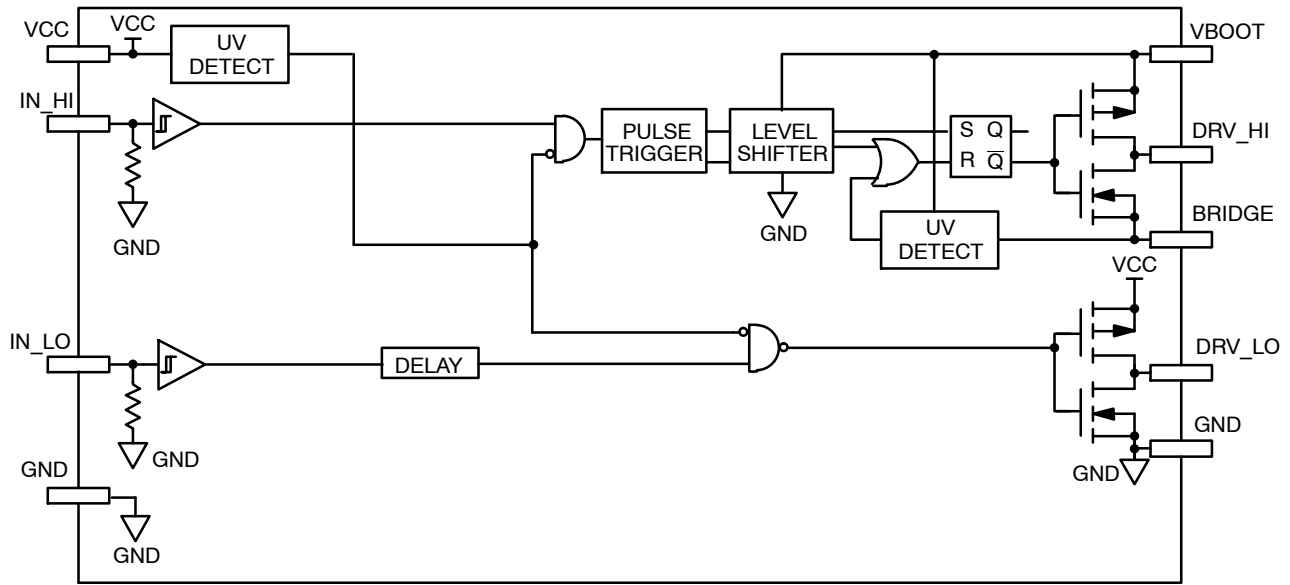 VCC
VCC
UV
DETECT
VBOOT
IN_HI
PULSE
TRIGGER
LEVEL
SHIFTER
S Q
R Q̅
DRV_HI
GND
GND
UV
DETECT
BRIDGE
VCC
IN_LO
DELAY
DRV_LO
GND
GND
GND
GND
GND